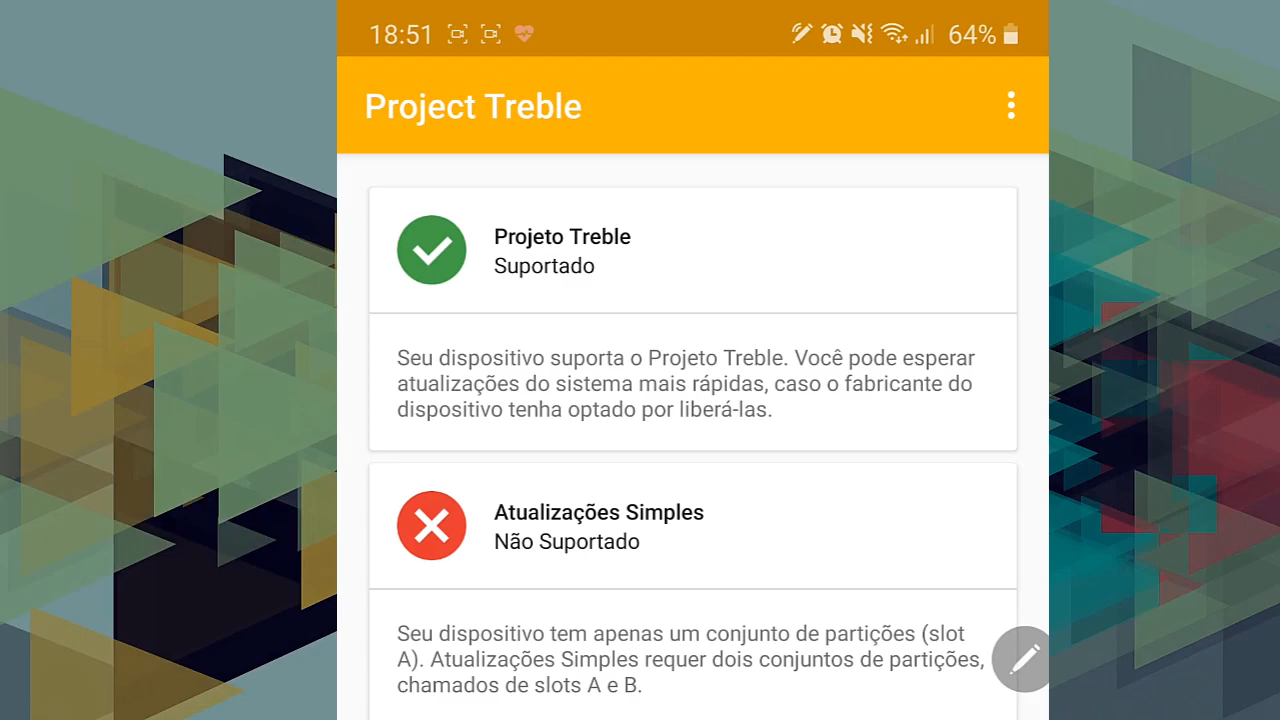 18:51
64%
Project Treble
Projeto Treble
Suportado
Seu dispositivo suporta o Projeto Treble. Você pode esperar
atualizações do sistema mais rápidas, caso o fabricante do
dispositivo tenha optado por liberá-las.
Atualizações Simples
Não Suportado
Seu dispositivo tem apenas um conjunto de partições (slot
A). Atualizações Simples requer dois conjuntos de partições,
chamados de slots A e B.